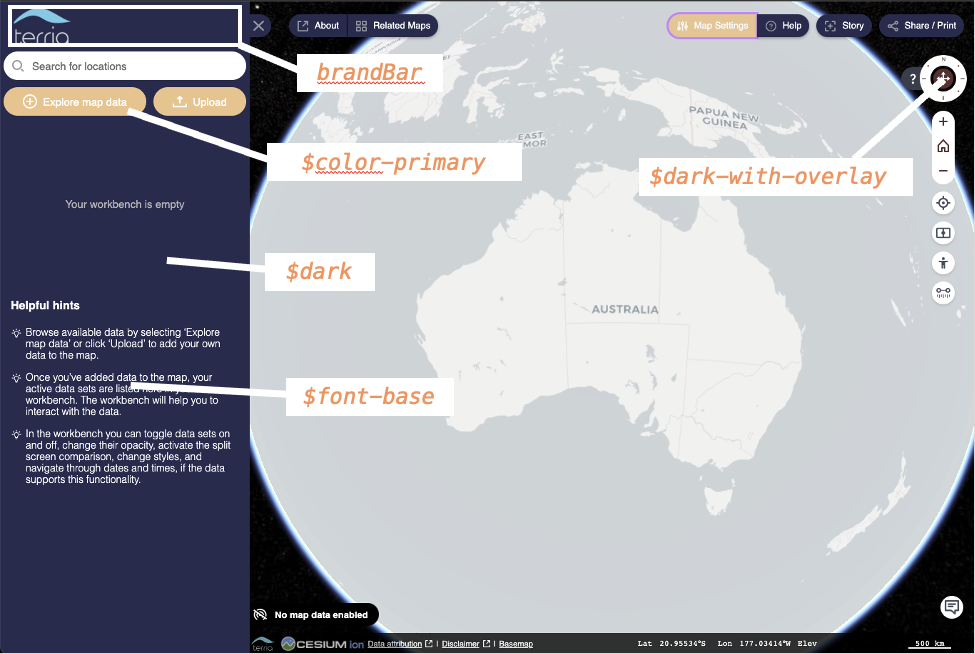 terria
About
Related Maps
Map Settings
Help
Story
Share / Print
Search for locations
brandBar
Explore map data
Upload
N
?
PAPUA NEW
GUINEA
EAST
$color-primary
$dark-with-overlay
+
−
Your workbench is empty
$dark
Helpful hints
AUSTRALIA
Browse available data by selecting ‘Explore
map data’ or click ‘Upload’ to add your own
data to the map.
Once you've added data to the map, your
active data sets are listed
workbench. The workbench will help you to
interact with the data.
$font-base
In the workbench you can toggle data sets on
and off, change their opacity, activate the split
screen comparison, change styles, and
navigate through dates and times, if the data
supports this functionality.
No map data enabled
terria
CESIUM ion Data attribution | Disclaimer | Basemap
Lat 20.95534°S Lon 177.03414°W Elev
500 km